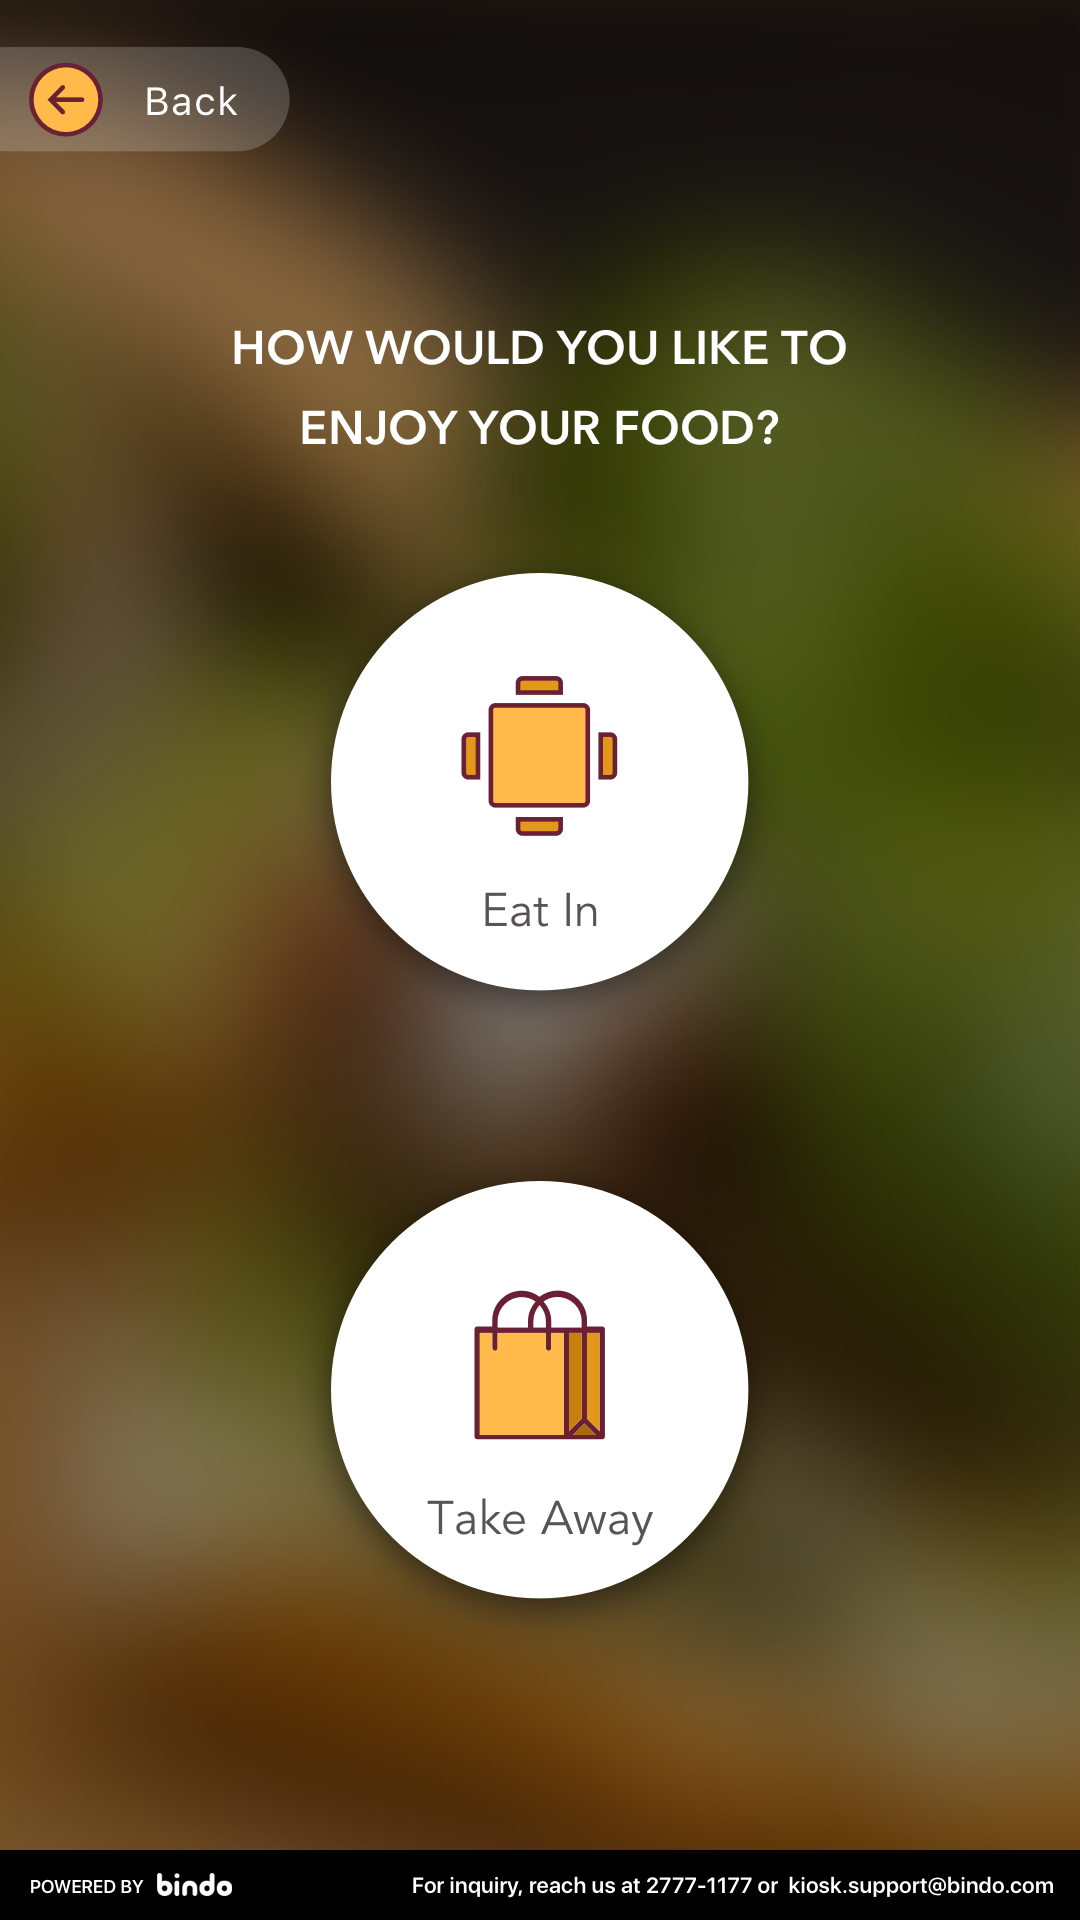 Back
HOW WOULD YOU LIKE TO
ENJOY YOUR FOOD?
Eat In
Take Away
POWERED BY bindo
For inquiry, reach us at 2777-1177 or kiosk.support@bindo.com